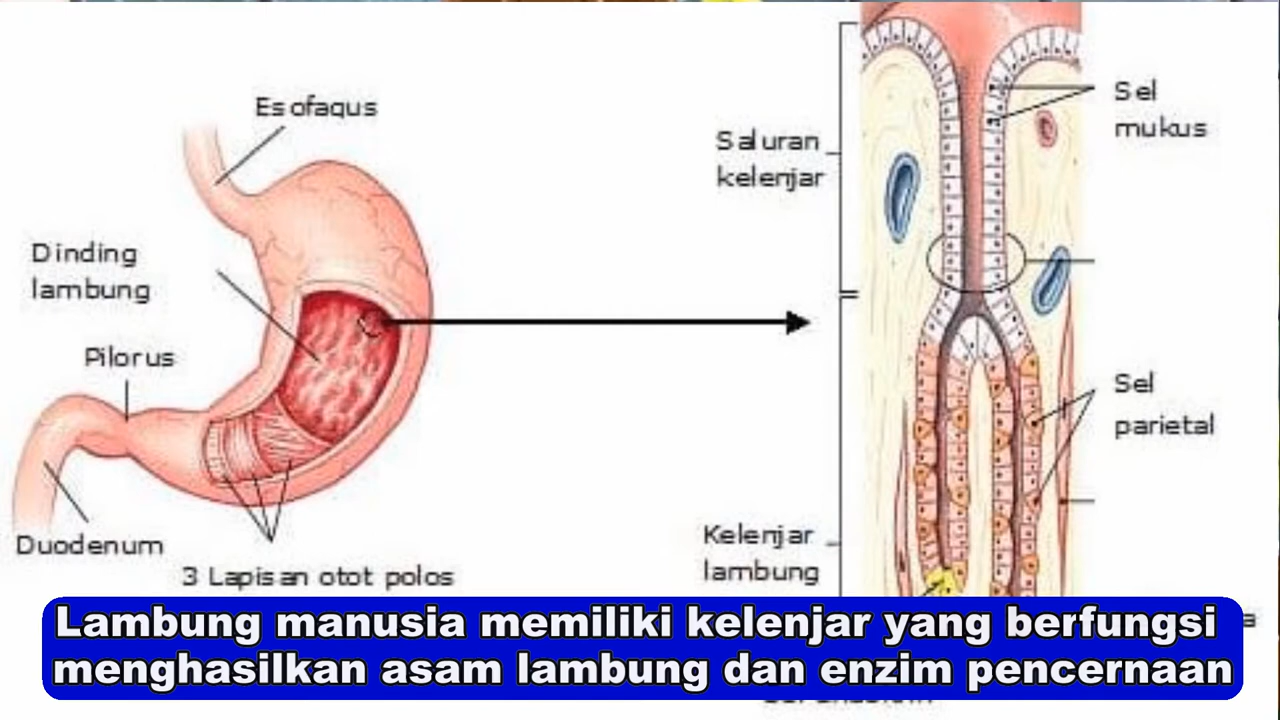 Esofagus
Dinding
lambung
Pilorus
Duodenum
3 Lapisan otot polos
Saluran
kelenjar
Sel
mukus
Sel
parietal
Kelenjar
lambung
Lambung manusia memiliki kelenjar yang berfungsi
menghasilkan asam lambung dan enzim pencernaan